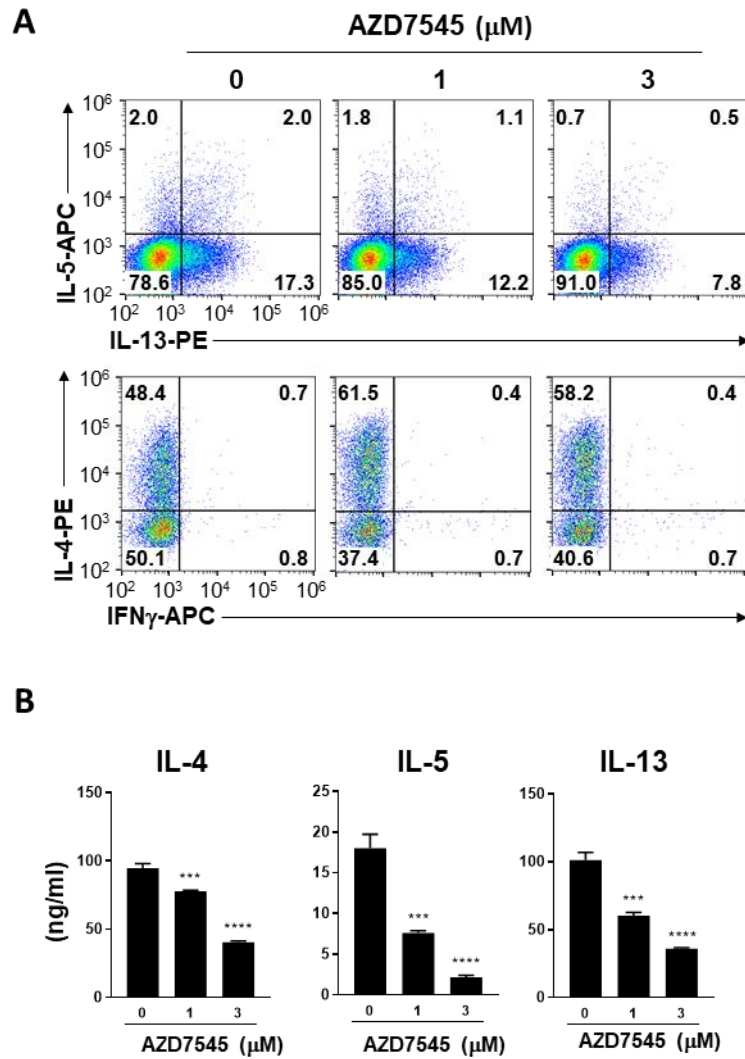 A
AZD7545 (μM)
0 1 3
10⁶ 2.0 2.0 1.8 1.1 0.7 0.5
10⁵
10⁴
10³
10² 78.6 17.3 85.0 12.2 91.0 7.8
IL-5-APC
10² 10³ 10⁴ 10⁵ 10⁶
IL-13-PE
10⁶ 48.4 0.7 61.5 0.4 58.2 0.4
10⁵
10⁴
10³
10² 50.1 0.8 37.4 0.7 40.6 0.7
IL-4-PE
10² 10³ 10⁴ 10⁵ 10⁶
IFNγ-APC
B
IL-4 IL-5 IL-13
(ng/ml)
150
100
50
0
*** ****
0 1 3
AZD7545 (μM)
25
20
15
10
5
0
*** ****
0 1 3
AZD7545 (μM)
150
100
50
0
*** ****
0 1 3
AZD7545 (μM)